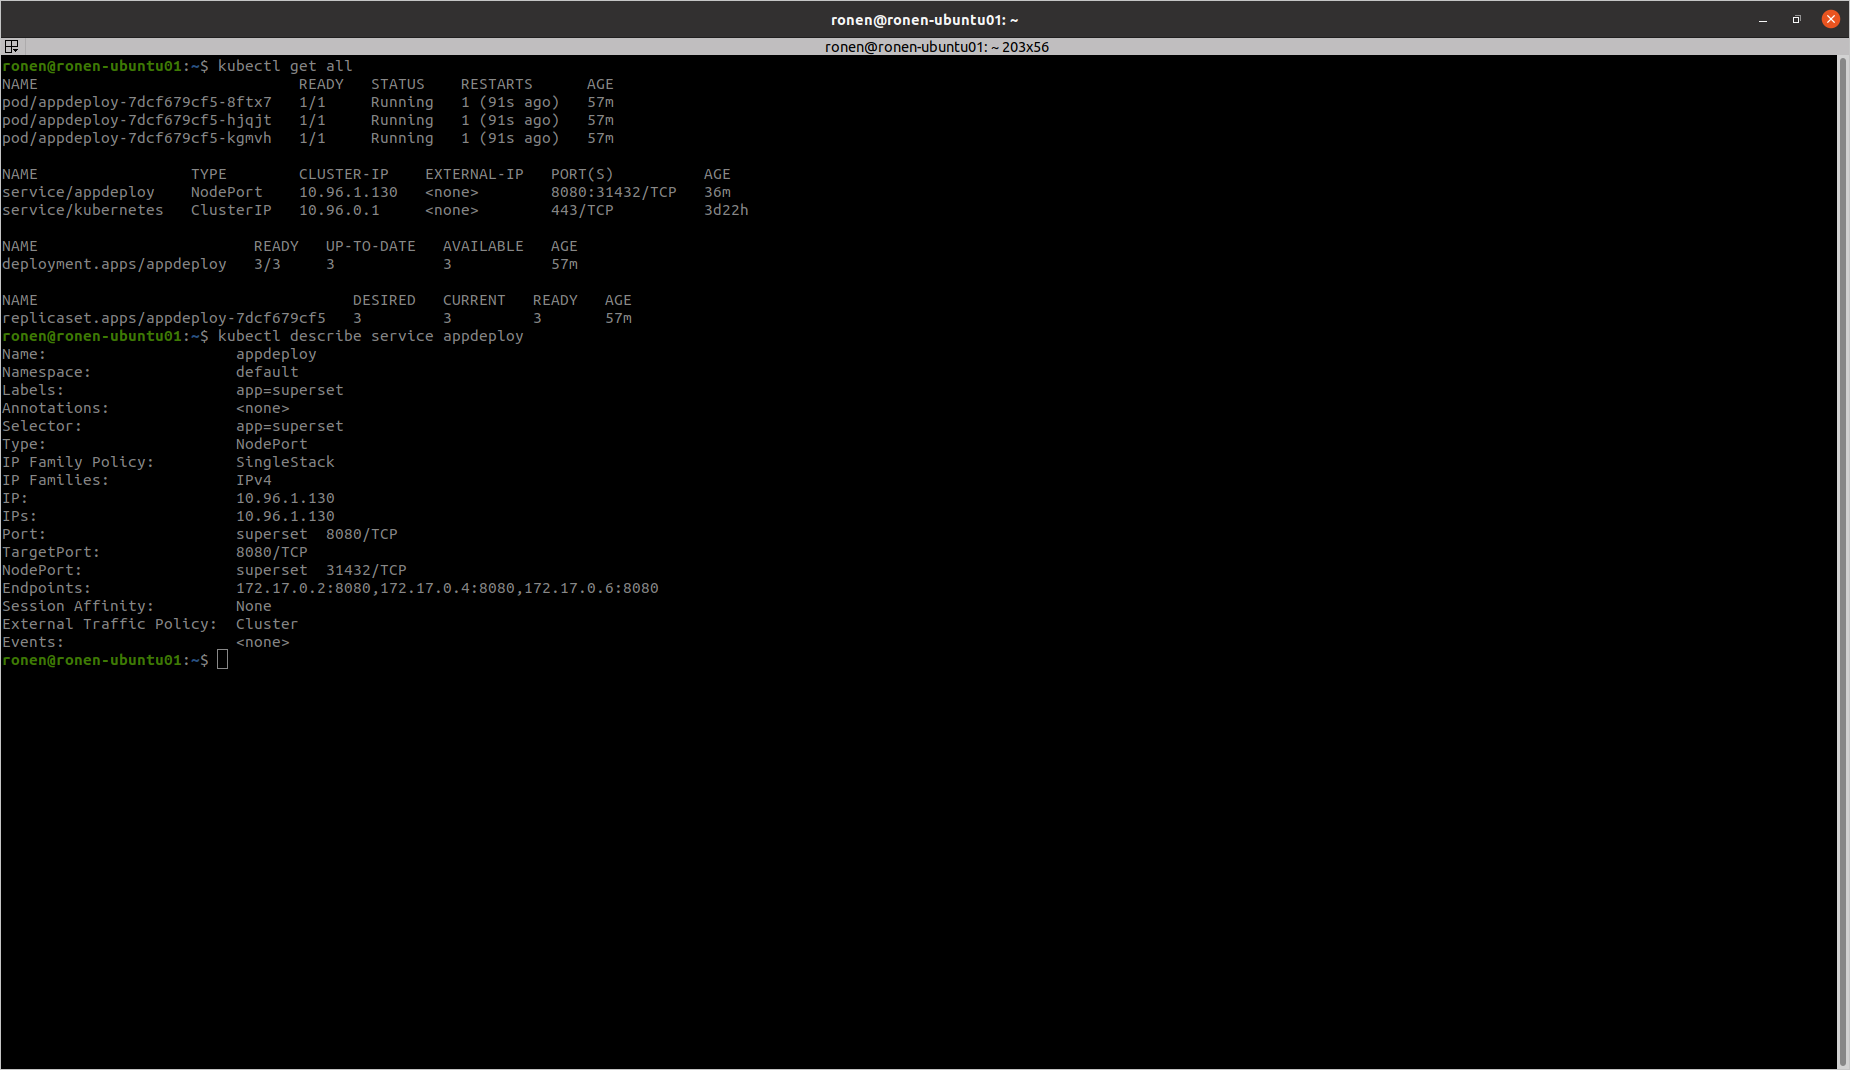 ronen@ronen-ubuntu01: ~
ronen@ronen-ubuntu01: ~ 203x56
ronen@ronen-ubuntu01:~$ kubectl get all
NAME                             READY   STATUS    RESTARTS      AGE
pod/appdeploy-7dcf679cf5-8ftx7   1/1     Running   1 (91s ago)   57m
pod/appdeploy-7dcf679cf5-hjqjt   1/1     Running   1 (91s ago)   57m
pod/appdeploy-7dcf679cf5-kgmvh   1/1     Running   1 (91s ago)   57m
NAME                 TYPE        CLUSTER-IP    EXTERNAL-IP   PORT(S)          AGE
service/appdeploy    NodePort    10.96.1.130   <none>        8080:31432/TCP   36m
service/kubernetes   ClusterIP   10.96.0.1     <none>        443/TCP          3d22h
NAME                        READY   UP-TO-DATE   AVAILABLE   AGE
deployment.apps/appdeploy   3/3     3            3           57m
NAME                                   DESIRED   CURRENT   READY   AGE
replicaset.apps/appdeploy-7dcf679cf5   3         3         3       57m
ronen@ronen-ubuntu01:~$ kubectl describe service appdeploy
Name:                     appdeploy
Namespace:                default
Labels:                   app=superset
Annotations:              <none>
Selector:                 app=superset
Type:                     NodePort
IP Family Policy:         SingleStack
IP Families:              IPv4
IP:                       10.96.1.130
IPs:                      10.96.1.130
Port:                     superset  8080/TCP
TargetPort:               8080/TCP
NodePort:                 superset  31432/TCP
Endpoints:                172.17.0.2:8080,172.17.0.4:8080,172.17.0.6:8080
Session Affinity:         None
External Traffic Policy:  Cluster
Events:                   <none>
ronen@ronen-ubuntu01:~$